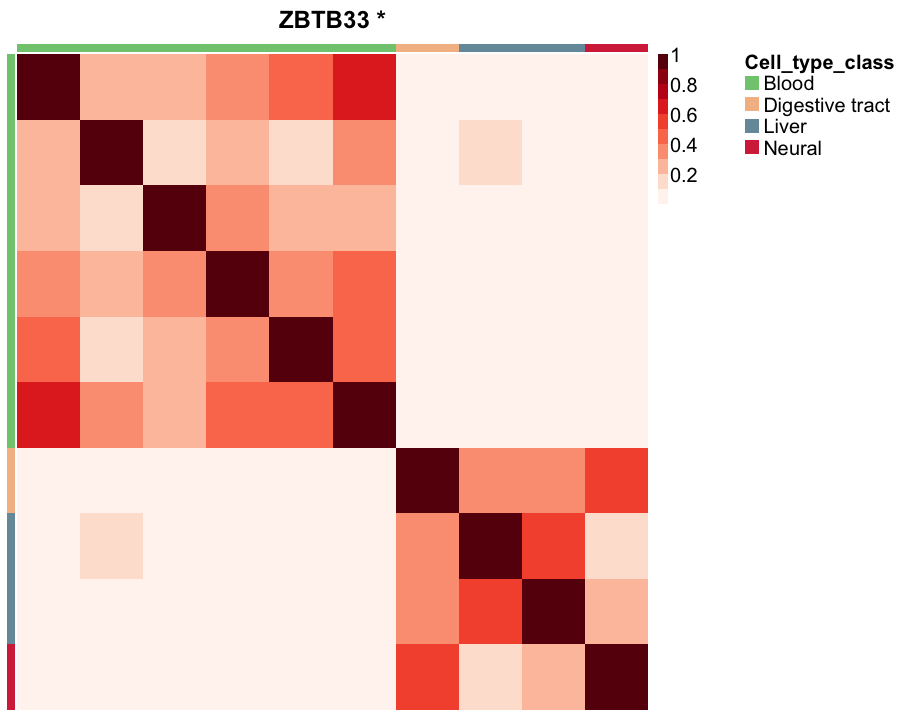 ZBTB33 *
1
0.8
0.6
0.4
0.2
Cell_type_class
Blood
Digestive tract
Liver
Neural